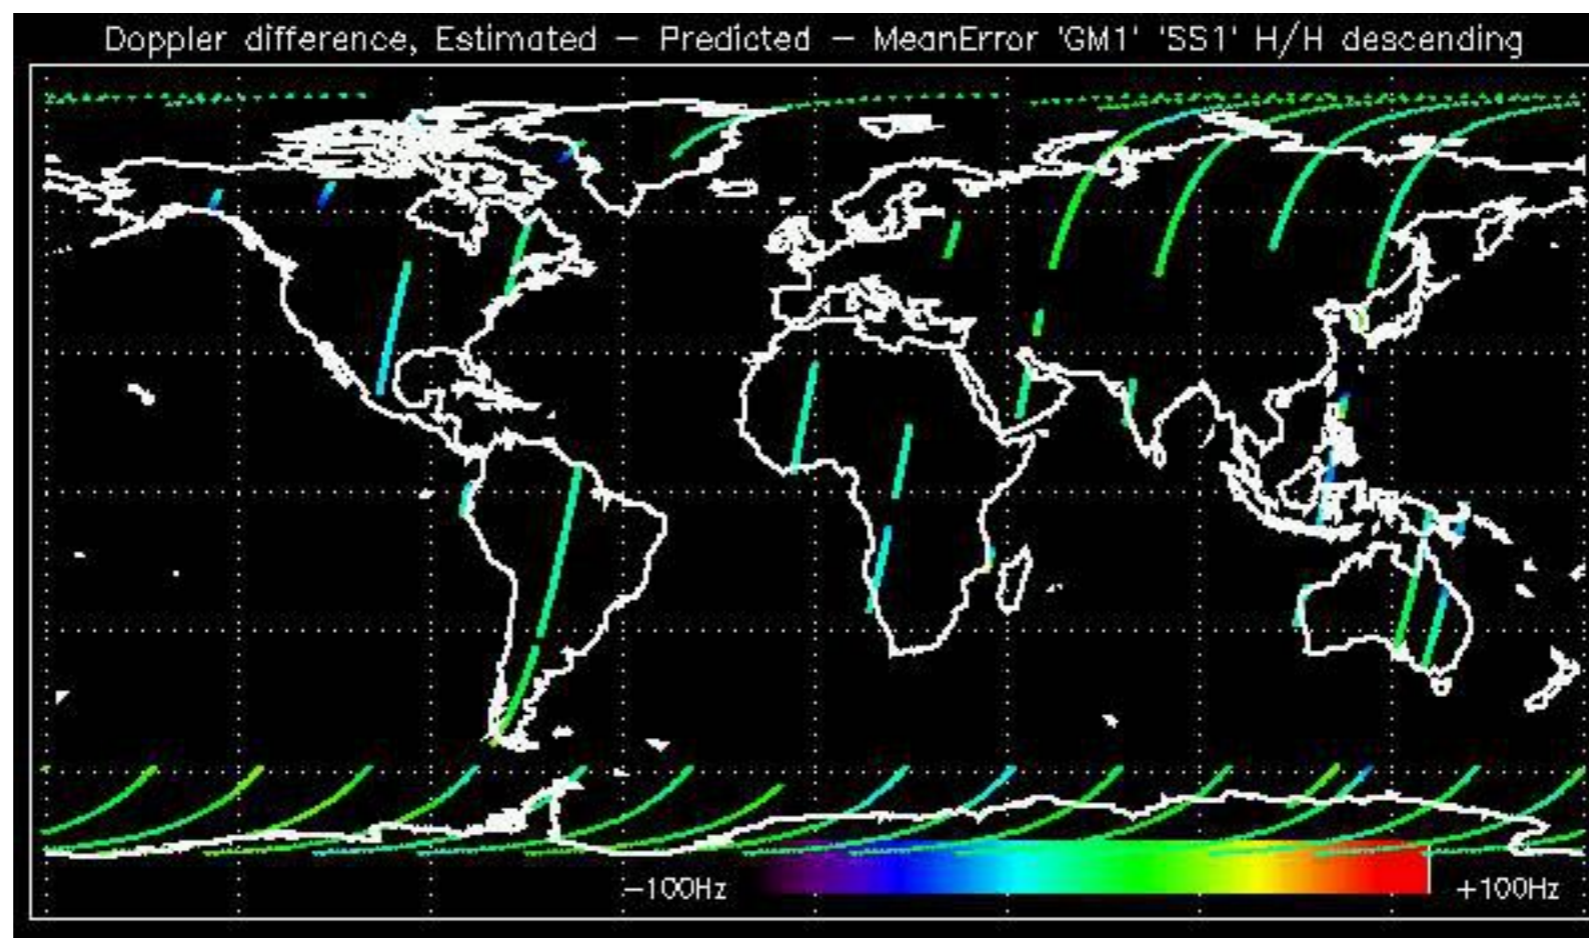 Doppler difference, Estimated - Predicted - MeanError 'GM1' 'SS1' H/H descending
-100Hz +100Hz